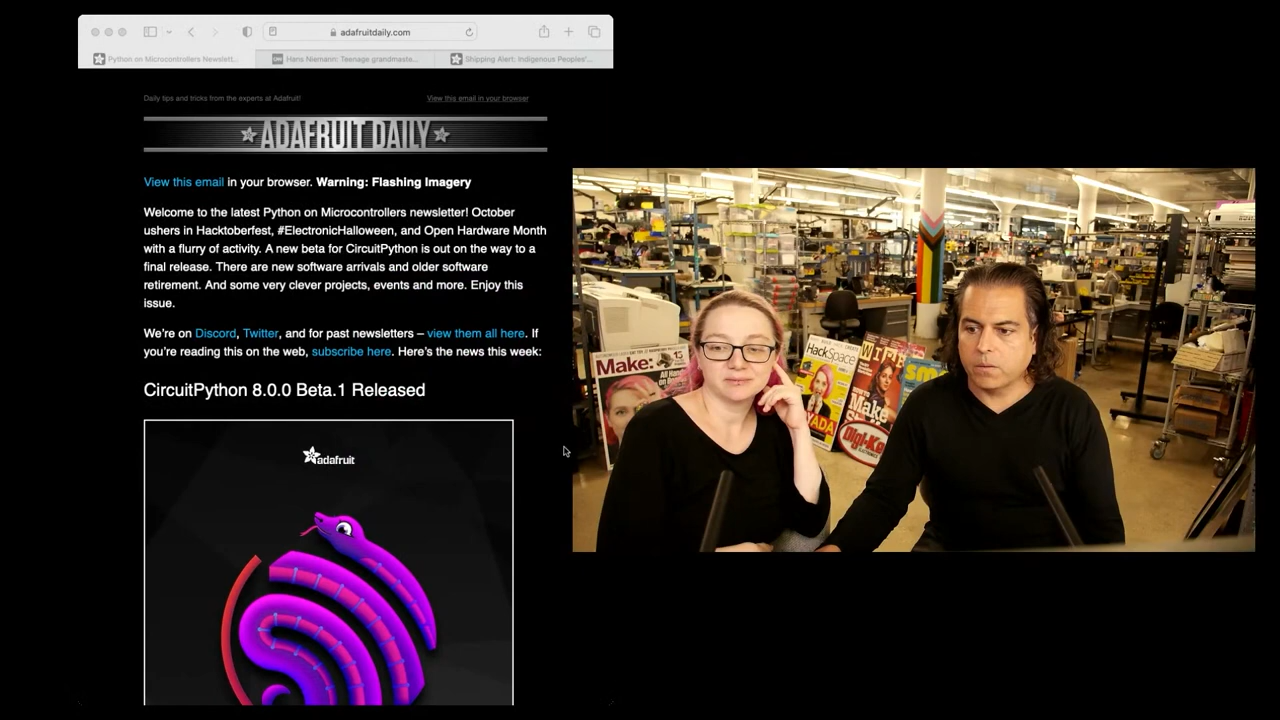 adafruitdaily.com
Python on Microcontrollers Newslett...
Hans Niemann: Teenage grandmaste...
Shipping Alert: Indigenous Peoples'...
Daily tips and tricks from the experts at Adafruit!
View this email in your browser
ADAFRUIT DAILY
View this email in your browser. Warning: Flashing Imagery
Welcome to the latest Python on Microcontrollers newsletter! October
ushers in Hacktoberfest, #ElectronicHalloween, and Open Hardware Month
with a flurry of activity. A new beta for CircuitPython is out on the way to a
final release. There are new software arrivals and older software
retirement. And some very clever projects, events and more. Enjoy this
issue.
We're on Discord, Twitter, and for past newsletters – view them all here. If
you're reading this on the web, subscribe here. Here's the news this week:
CircuitPython 8.0.0 Beta.1 Released
adafruit
Make:
HackSpace
WIRED
Make
Digi-Key
ELECTRONICS